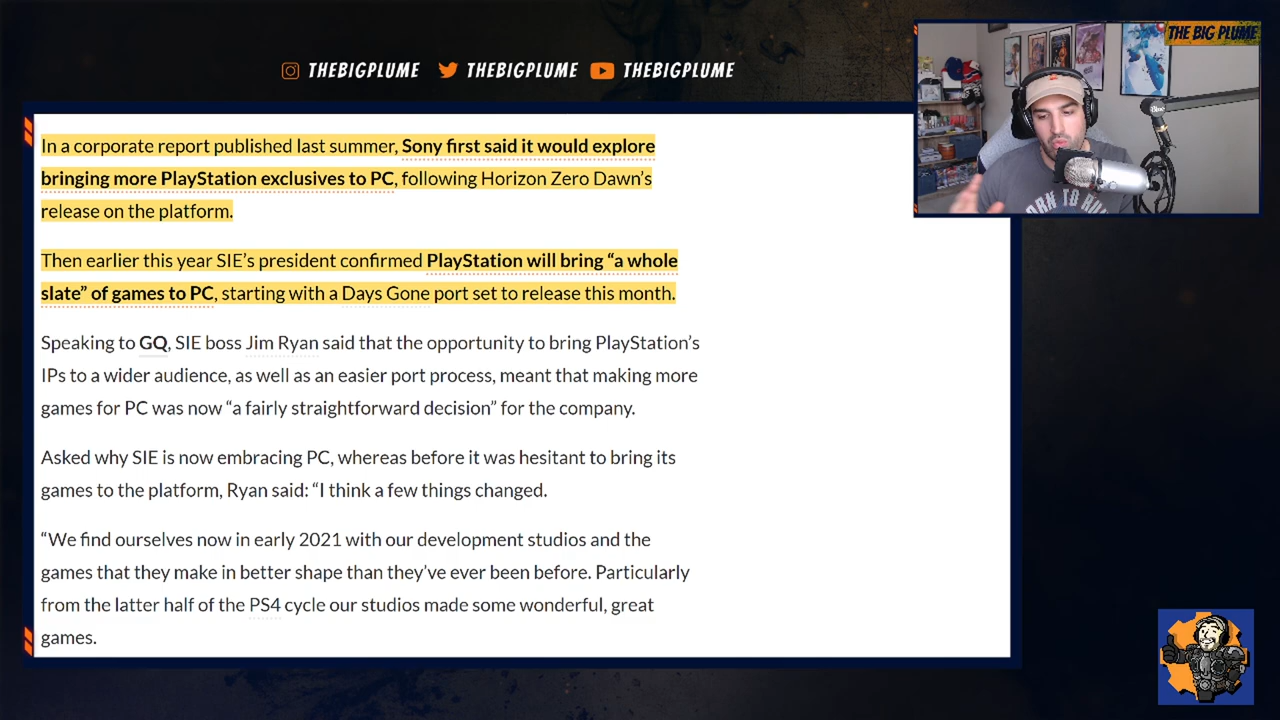 THEBIGPLUME THEBIGPLUME THEBIGPLUME
THE BIG PLUME
In a corporate report published last summer, Sony first said it would explore
bringing more PlayStation exclusives to PC, following Horizon Zero Dawn’s
release on the platform.
Then earlier this year SIE’s president confirmed PlayStation will bring “a whole
slate” of games to PC, starting with a Days Gone port set to release this month.
Speaking to GQ, SIE boss Jim Ryan said that the opportunity to bring PlayStation’s
IPs to a wider audience, as well as an easier port process, meant that making more
games for PC was now “a fairly straightforward decision” for the company.
Asked why SIE is now embracing PC, whereas before it was hesitant to bring its
games to the platform, Ryan said: “I think a few things changed.
“We find ourselves now in early 2021 with our development studios and the
games that they make in better shape than they’ve ever been before. Particularly
from the latter half of the PS4 cycle our studios made some wonderful, great
games.